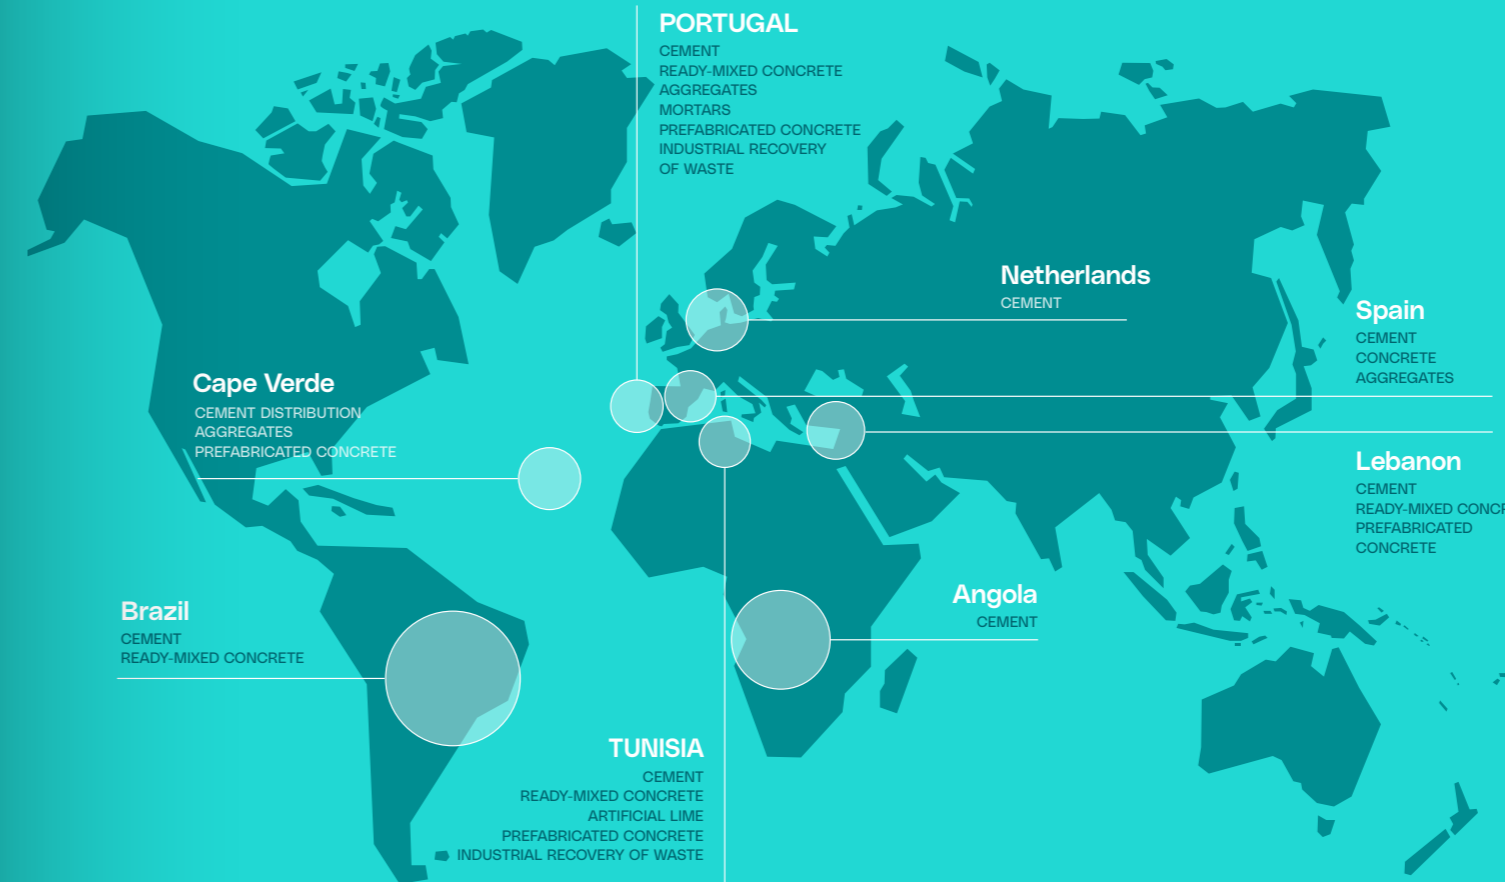 PORTUGAL
CEMENT
READY-MIXED CONCRETE
AGGREGATES
MORTARS
PREFABRICATED CONCRETE
INDUSTRIAL RECOVERY
OF WASTE
Netherlands
CEMENT
Spain
CEMENT
CONCRETE
AGGREGATES
Cape Verde
CEMENT DISTRIBUTION
AGGREGATES
PREFABRICATED CONCRETE
Lebanon
CEMENT
READY-MIXED
PREFABRICATED
CONCRETE
Angola
CEMENT
Brazil
CEMENT
READY-MIXED CONCRETE
TUNISIA
CEMENT
READY-MIXED CONCRETE
ARTIFICIAL LIME
PREFABRICATED CONCRETE
INDUSTRIAL RECOVERY OF WASTE